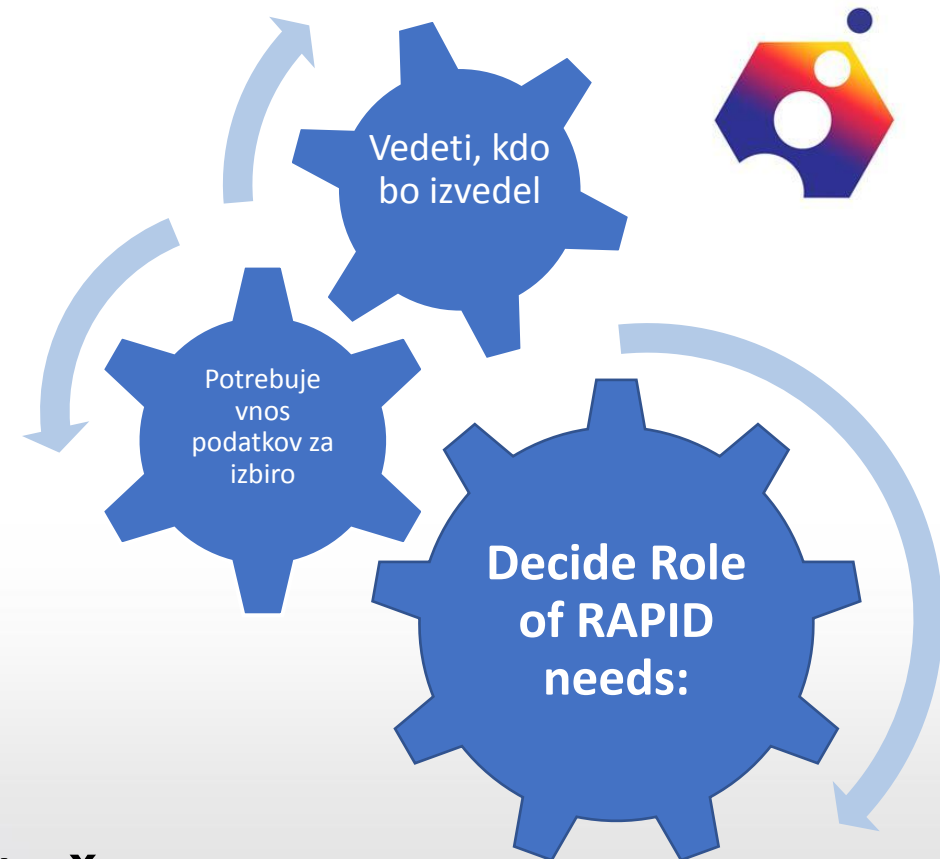 Vedeti, kdo
bo izvedel
Potrebuje
vnos
podatkov za
izbiro
Decide Role
of RAPID
needs: